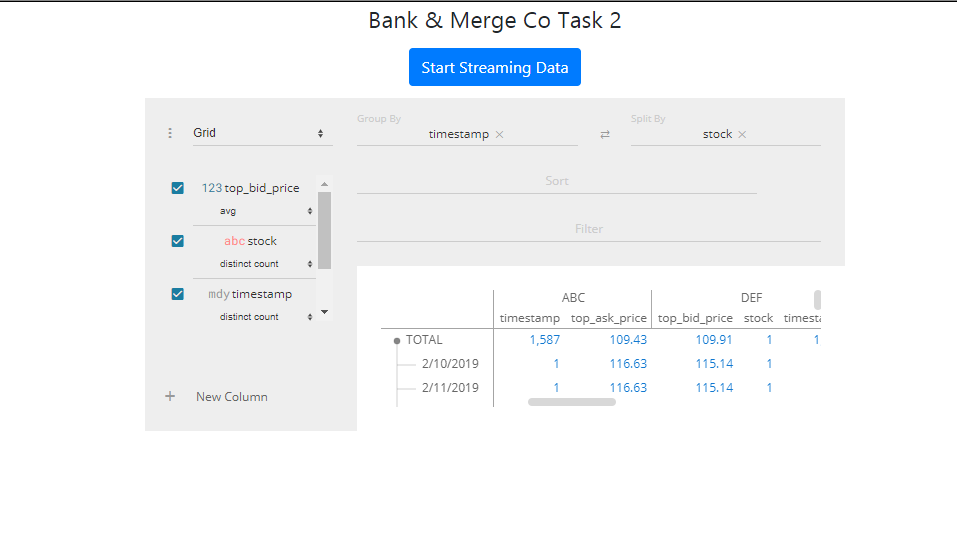 Bank & Merge Co Task 2
Start Streaming Data
Grid
Group By
timestamp
Split By
stock
Sort
Filter
123 top_bid_price
avg
abc stock
distinct count
mdy timestamp
distinct count
New Column
ABC DEF
timestamp top_ask_price top_bid_price stock timesta
TOTAL 1,587 109.43 109.91 1 1
2/10/2019 1 116.63 115.14 1
2/11/2019 1 116.63 115.14 1